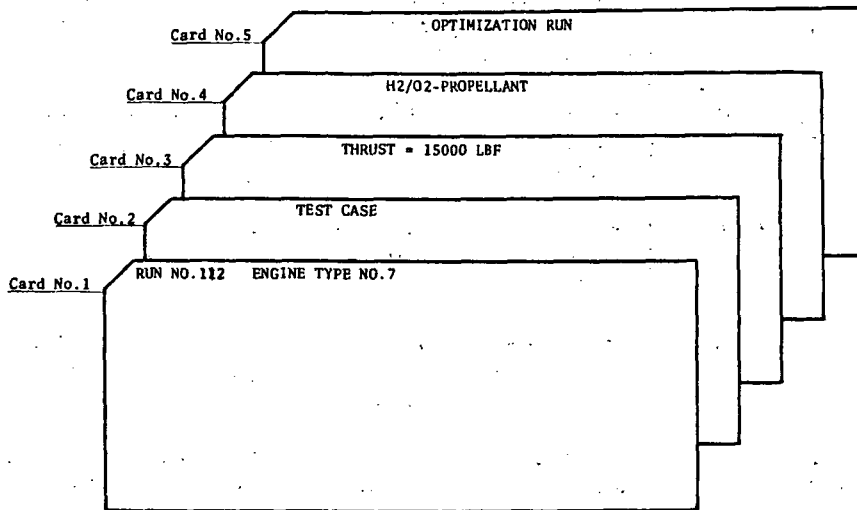 Card No.5 OPTIMIZATION RUN
Card No.4 H2/O2-PROPELLANT
Card No.3 THRUST = 15000 LBF
Card No.2 TEST CASE
Card No.1 RUN NO.112 ENGINE TYPE NO.7